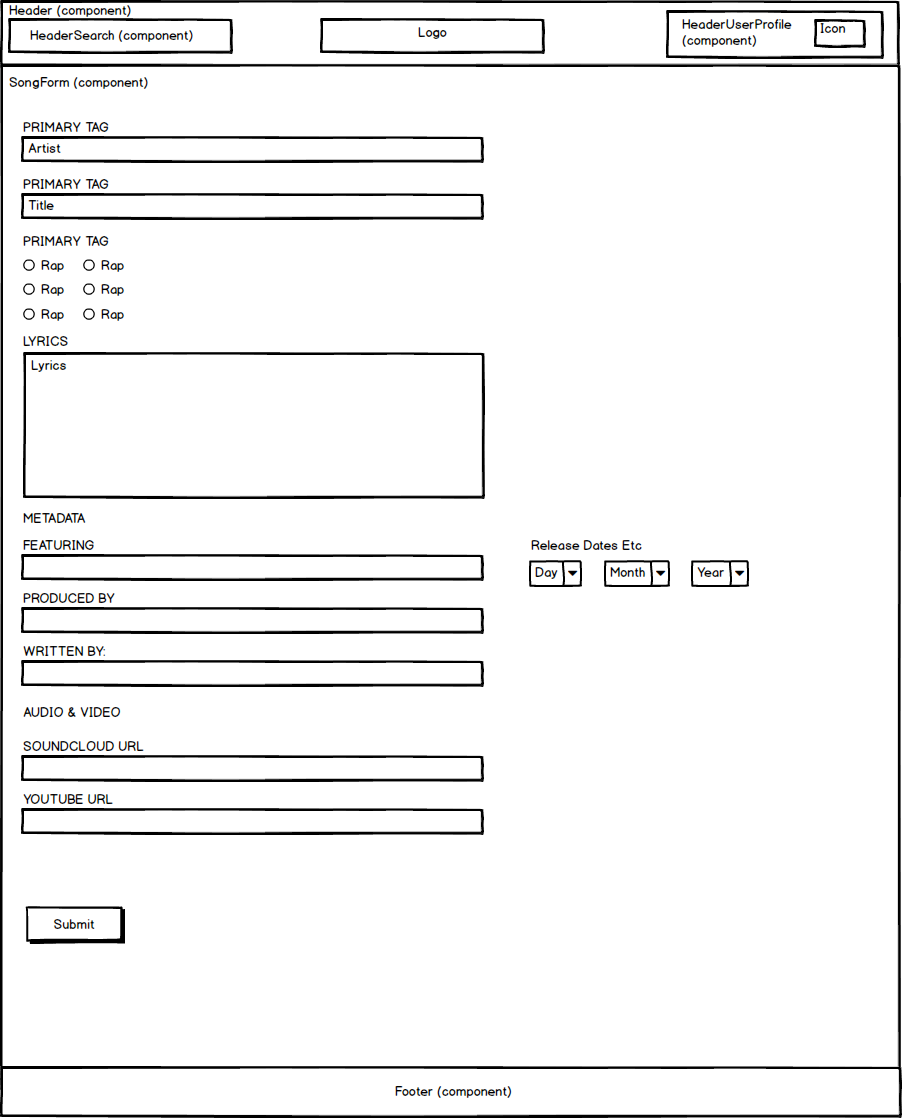 Header (component)
HeaderSearch (component)
Logo
HeaderUserProfile
(component)
Icon
SongForm (component)
PRIMARY TAG
Artist
PRIMARY TAG
Title
PRIMARY TAG
Rap Rap
Rap Rap
Rap Rap
LYRICS
Lyrics
METADATA
FEATURING
Release Dates Etc
Day Month Year
PRODUCED BY
WRITTEN BY:
AUDIO & VIDEO
SOUNDCLOUD URL
YOUTUBE URL
Submit
Footer (component)